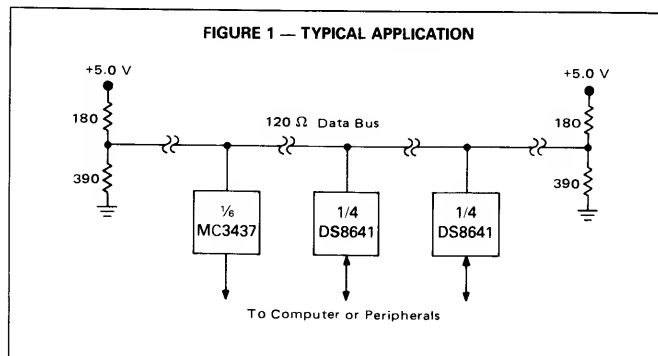 FIGURE 1 — TYPICAL APPLICATION
+5.0 V
+5.0 V
180
120 Ω Data Bus
180
390
390
1/6
MC3437
1/4
DS8641
1/4
DS8641
To Computer or Peripherals